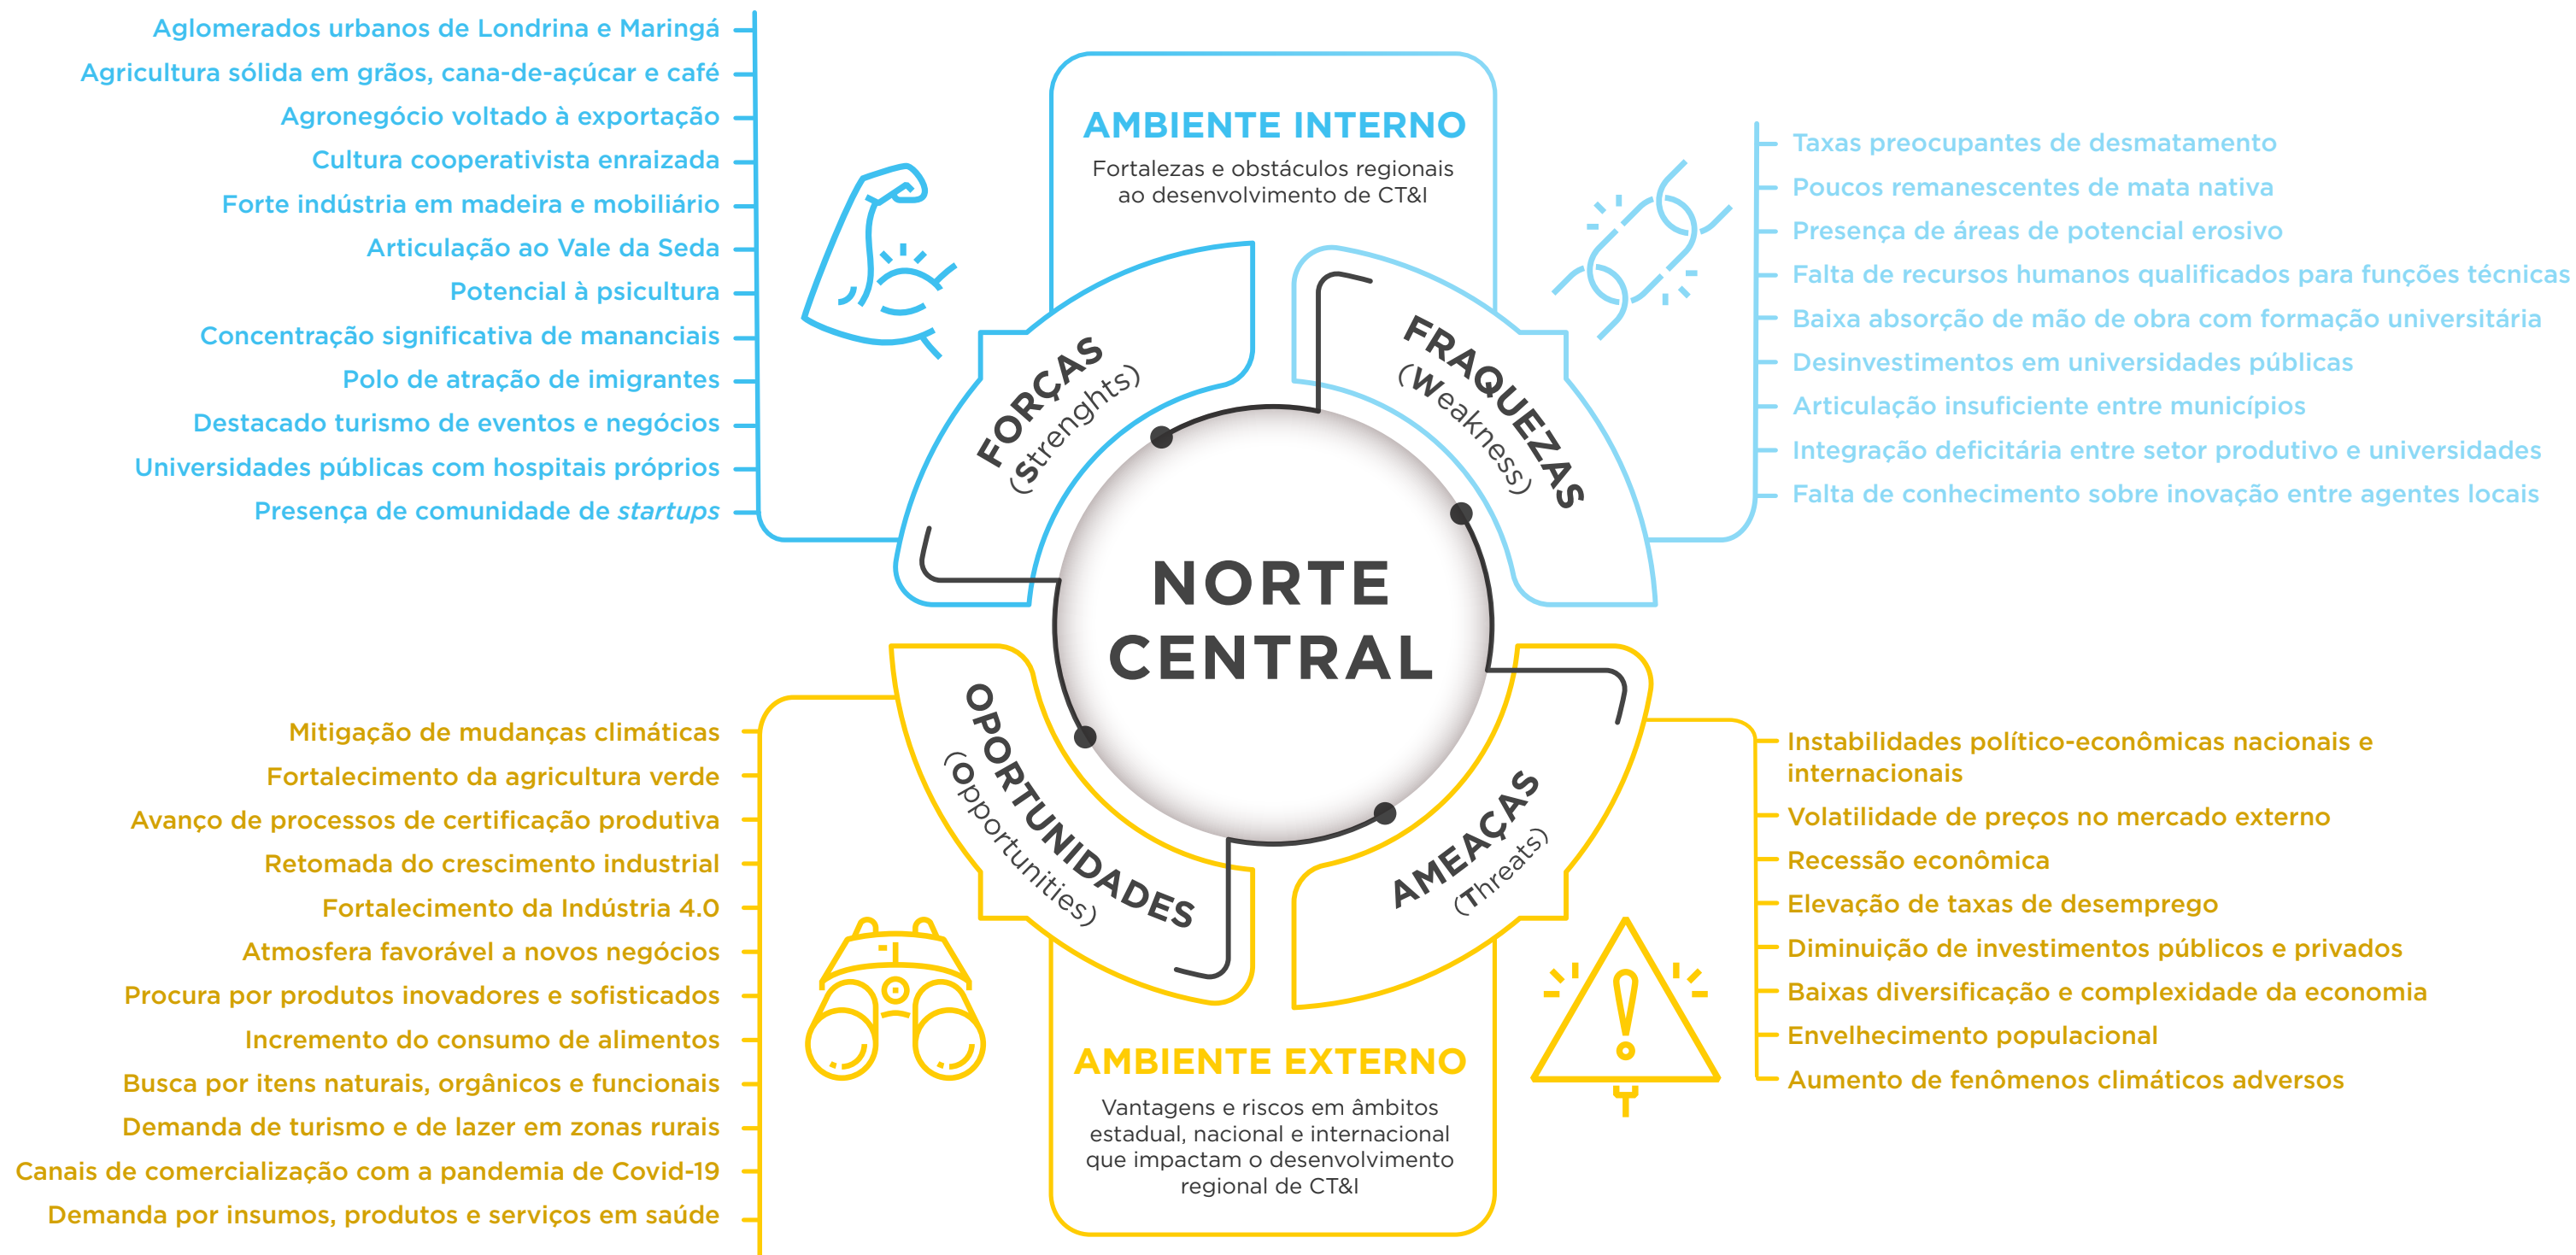 Aglomerados urbanos de Londrina e Maringá
Agricultura sólida em grãos, cana-de-açúcar e café
Agronegócio voltado à exportação
Cultura cooperativista enraizada
Forte indústria em madeira e mobiliário
Articulação ao Vale da Seda
Potencial à psicultura
Concentração significativa de mananciais
Polo de atração de imigrantes
Destacado turismo de eventos e negócios
Universidades públicas com hospitais próprios
Presença de comunidade de startups
AMBIENTE INTERNO
Fortalezas e obstáculos regionais
ao desenvolvimento de CT&I
FORÇAS
(Strenghts)
FRAQUEZAS
(Weakness)
Taxas preocupantes de desmatamento
Poucos remanescentes de mata nativa
Presença de áreas de potencial erosivo
Falta de recursos humanos qualificados para funções técnicas
Baixa absorção de mão de obra com formação universitária
Desinvestimentos em universidades públicas
Articulação insuficiente entre municípios
Integração deficitária entre setor produtivo e universidades
Falta de conhecimento sobre inovação entre agentes locais
NORTE
CENTRAL
Mitigação de mudanças climáticas
Fortalecimento da agricultura verde
Avanço de processos de certificação produtiva
Retomada do crescimento industrial
Fortalecimento da Indústria 4.0
Atmosfera favorável a novos negócios
Procura por produtos inovadores e sofisticados
Incremento do consumo de alimentos
Busca por itens naturais, orgânicos e funcionais
Demanda de turismo e de lazer em zonas rurais
Canais de comercialização com a pandemia de Covid-19
Demanda por insumos, produtos e serviços em saúde
OPORTUNIDADES
(Opportunities)
AMEAÇAS
(Threats)
AMBIENTE EXTERNO
Vantagens e riscos em âmbitos
estadual, nacional e internacional
que impactam o desenvolvimento
regional de CT&I
Instabilidades político-econômicas nacionais e
internacionais
Volatilidade de preços no mercado externo
Recessão econômica
Elevação de taxas de desemprego
Diminuição de investimentos públicos e privados
Baixas diversificação e complexidade da economia
Envelhecimento populacional
Aumento de fenômenos climáticos adversos